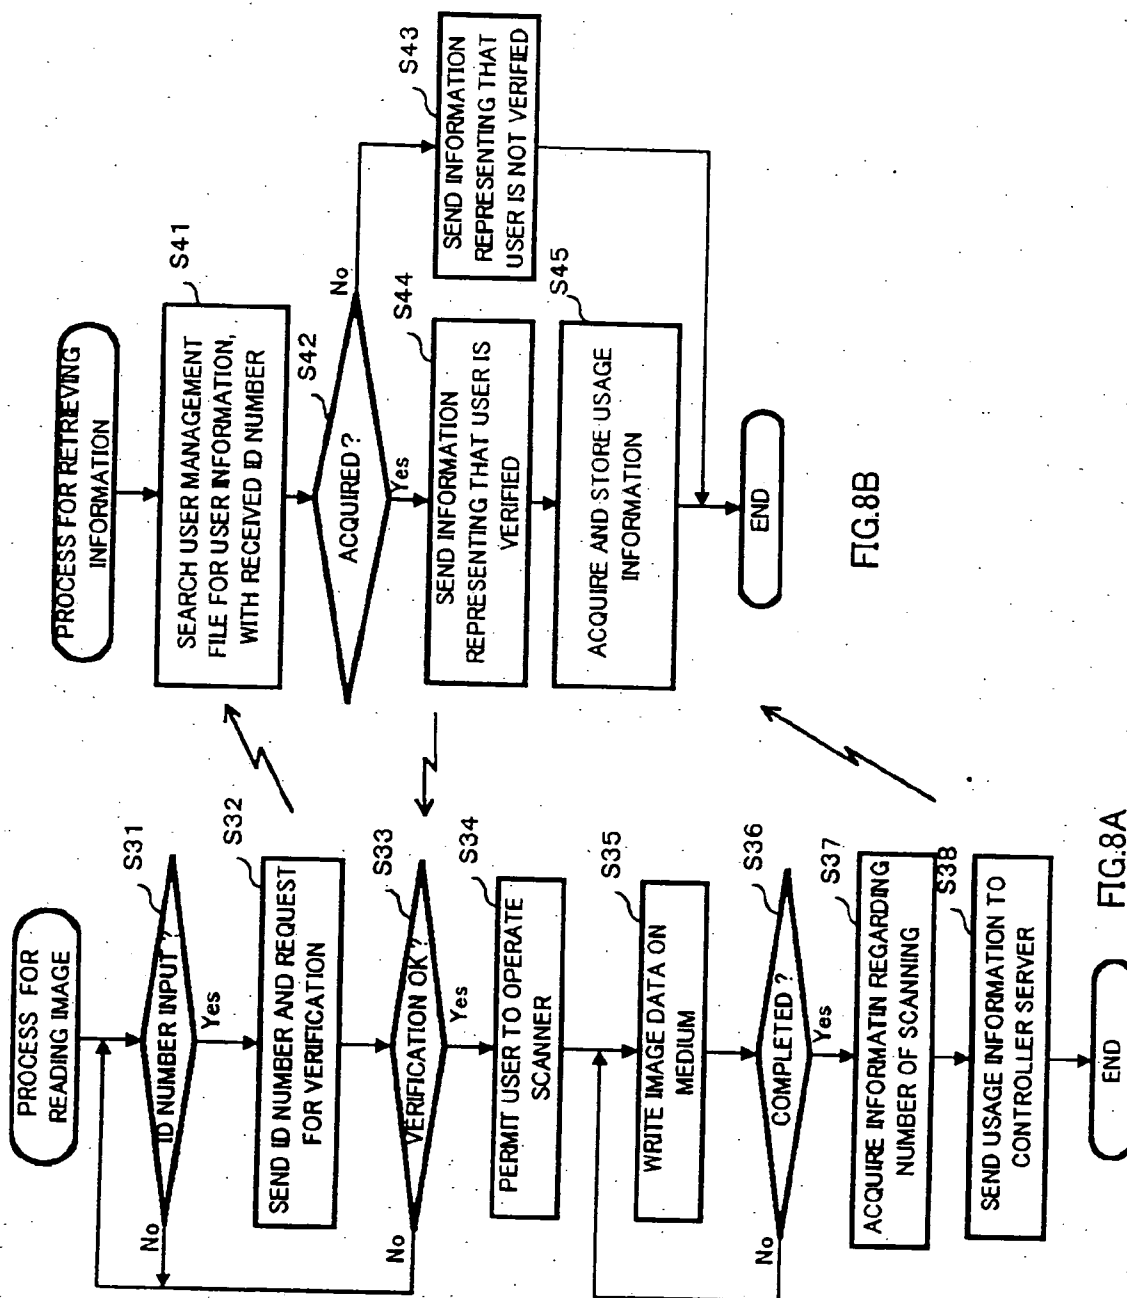 PROCESS FOR
READING IMAGE
S31
ID NUMBER INPUT ?
No
Yes
S32
SEND ID NUMBER AND REQUEST
FOR VERIFICATION
S33
VERIFICATION OK ?
No
Yes
S34
PERMIT USER TO OPERATE
SCANNER
S35
WRITE IMAGE DATA ON
MEDIUM
S36
COMPLETED ?
No
Yes
S37
ACQUIRE INFORMATIN REGARDING
NUMBER OF SCANNING
S38
SEND USAGE INFORMATION TO
CONTROLLER SERVER
END
FIG.8A
PROCESS FOR RETRIEVING
INFORMATION
S41
SEARCH USER MANAGEMENT
FILE FOR USER INFORMATION,
WITH RECEIVED ID NUMBER
S42
ACQUIRED ?
No
Yes
S43
SEND INFORMATION
REPRESENTING THAT
USER IS NOT VERIFIED
S44
SEND INFORMATION
REPRESENTING THAT USER IS
VERIFIED
S45
ACQUIRE AND STORE USAGE
INFORMATION
END
FIG.8B